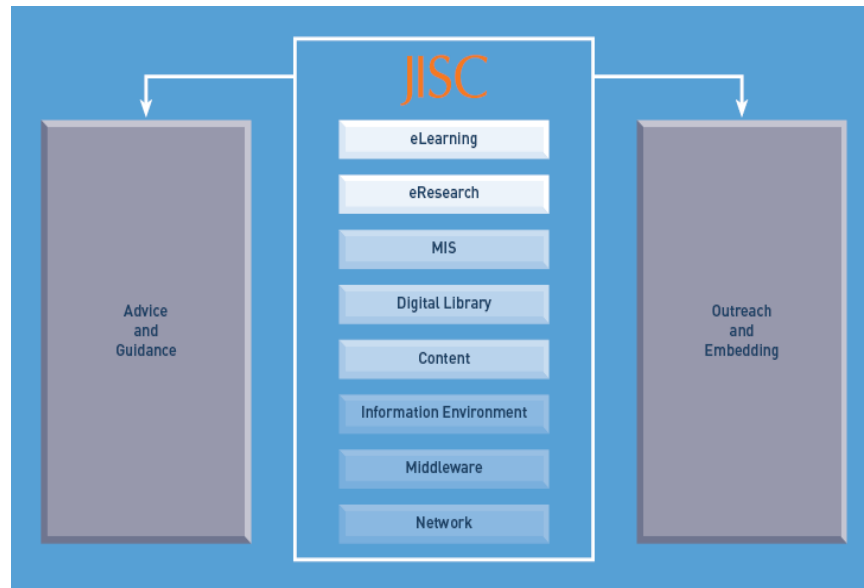 JISC
eLearning
eResearch
MIS
Digital Library
Content
Information Environment
Middleware
Network
Advice
and
Guidance
Outreach
and
Embedding